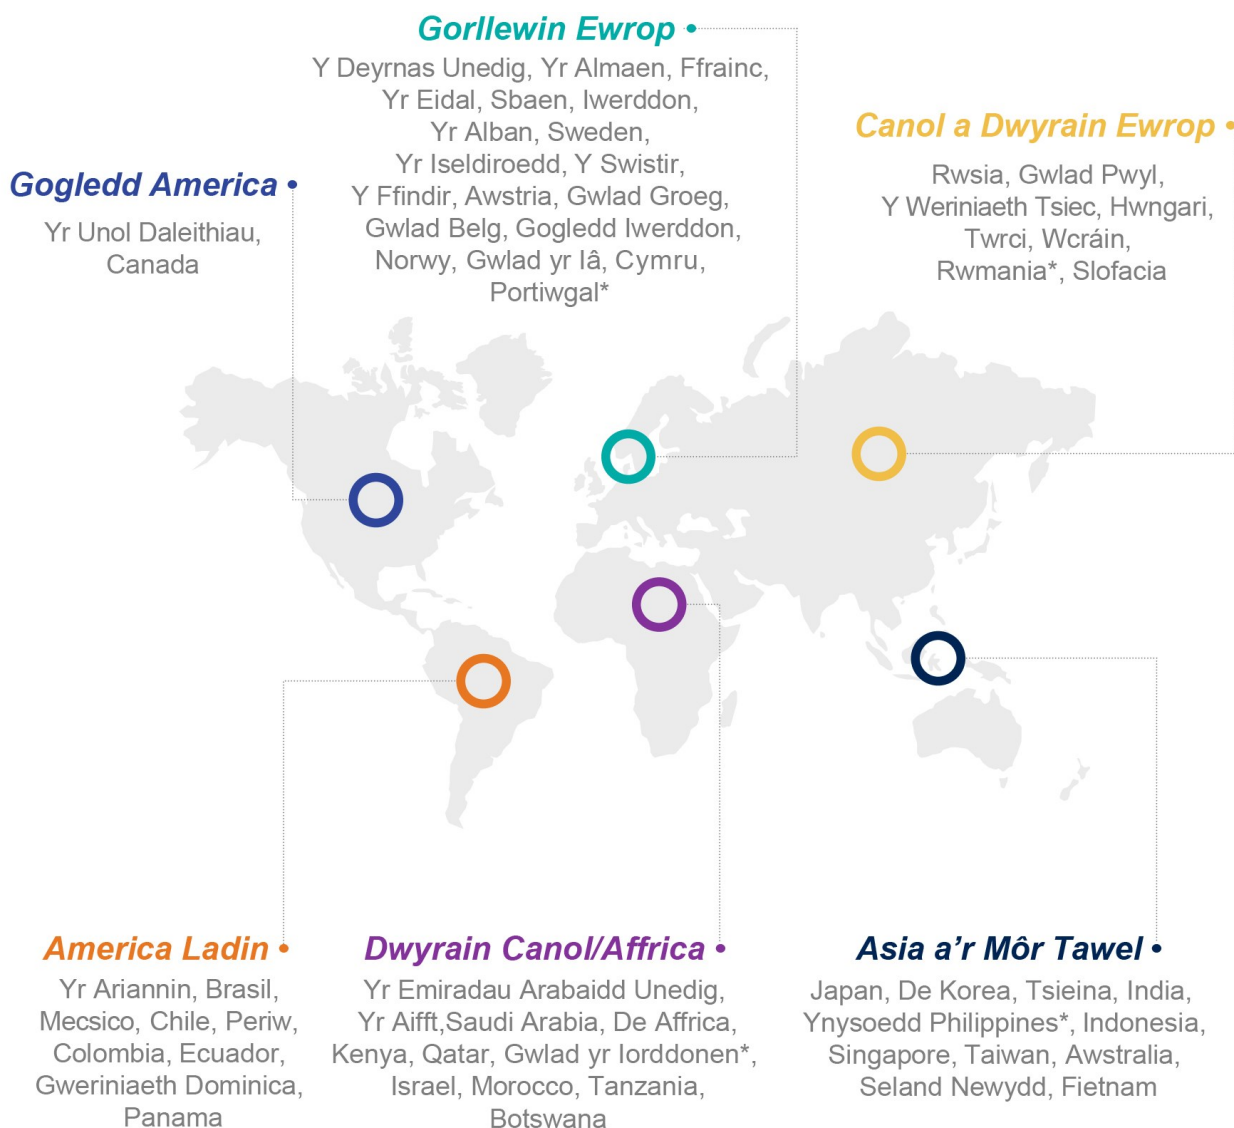 Gorllewin Ewrop •
Y Deyrnas Unedig, Yr Almaen, Ffrainc,
Yr Eidal, Sbaen, Iwerddon,
Yr Alban, Sweden,
Yr Iseldiroedd, Y Swistir,
Y Ffindir, Awstria, Gwlad Groeg,
Gwlad Belg, Gogledd Iwerddon,
Norwy, Gwlad yr Iâ, Cymru,
Portiwgal*
Canol a Dwyrain Ewrop •
Rwsia, Gwlad Pwyl,
Y Weriniaeth Tsiec, Hwngari,
Twrci, Wcráin,
Rwmania*, Slofacia
Gogledd America •
Yr Unol Daleithiau,
Canada
America Ladin •
Yr Ariannin, Brasil,
Mecsico, Chile, Periw,
Colombia, Ecuador,
Gweriniaeth Dominica,
Panama
Dwyrain Canol/Affrica •
Yr Emiradau Arabaidd Unedig,
Yr Aifft,Saudi Arabia, De Affrica,
Kenya, Qatar, Gwlad yr Iorddonen*,
Israel, Morocco, Tanzania,
Botswana
Asia a’r Môr Tawel •
Japan, De Korea, Tsieina, India,
Ynysoedd Philippines*, Indonesia,
Singapore, Taiwan, Awstralia,
Seland Newydd, Fietnam